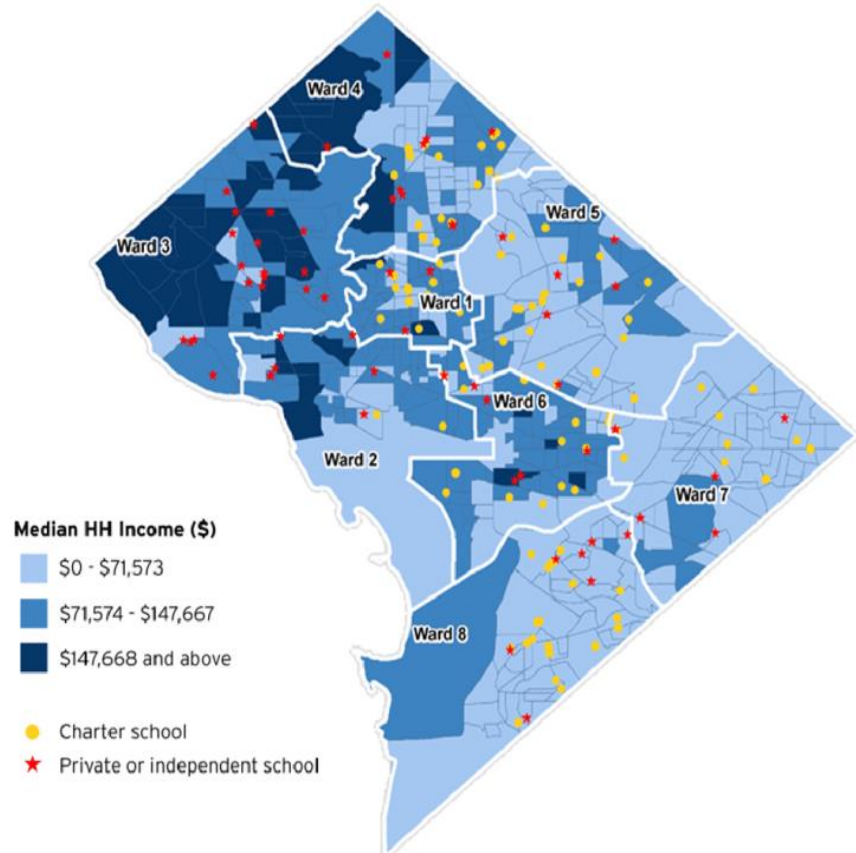 Ward 4
Ward 5
Ward 3
Ward 1
Ward 6
Ward 2
Ward 7
Median HH Income ($)
$0 - $71,573
$71,574 - $147,667
$147,668 and above
Ward 8
Charter school
Private or independent school